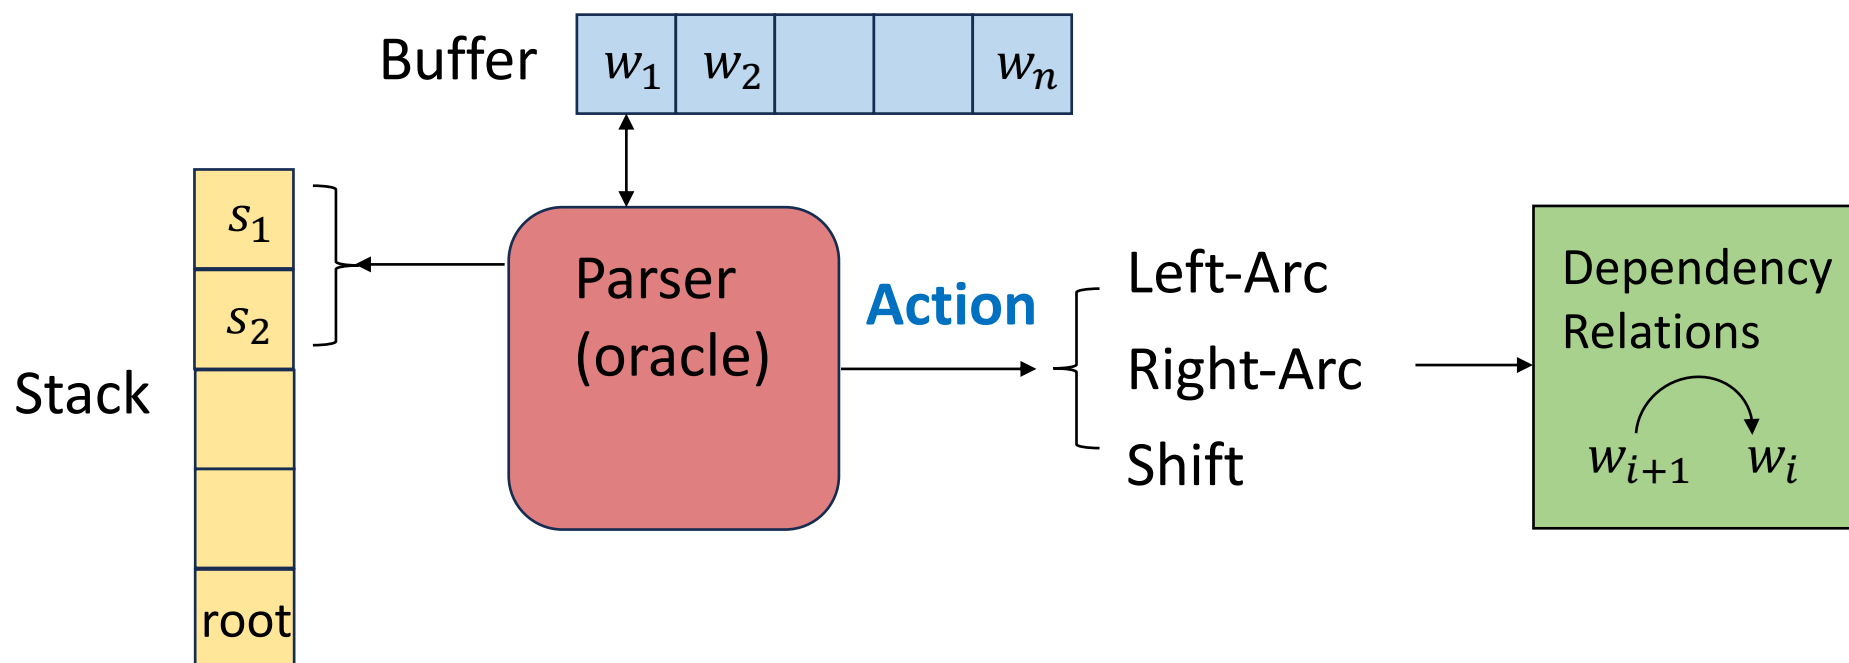 Buffer
w₁ w₂ wₙ
s₁
s₂
Stack
root
Parser
(oracle)
Action
Left-Arc
Right-Arc
Shift
Dependency
Relations
wᵢ₊₁ wᵢ